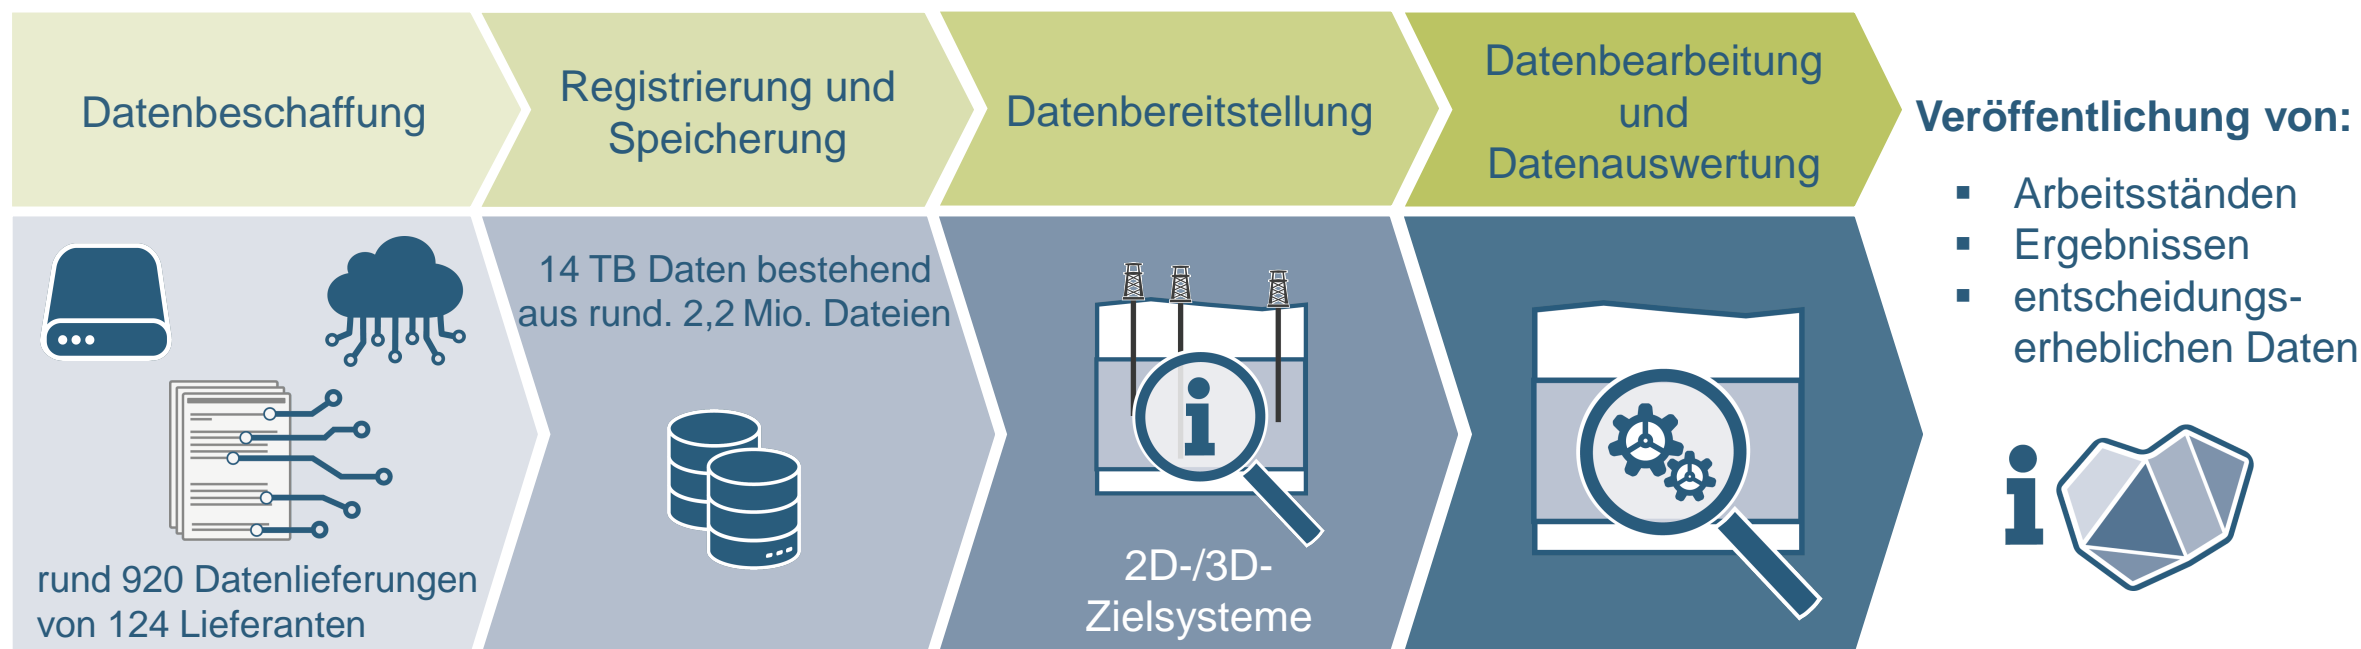 Datenbeschaffung
Registrierung und
Speicherung
Datenbereitstellung
Datenbearbeitung
und
Datenauswertung
Veröffentlichung von:
▪ Arbeitsständen
▪ Ergebnissen
▪ entscheidungs-
erheblichen Daten
rund 920 Datenlieferungen
von 124 Lieferanten
14 TB Daten bestehend
aus rund. 2,2 Mio. Dateien
2D-/3D-
Zielsysteme